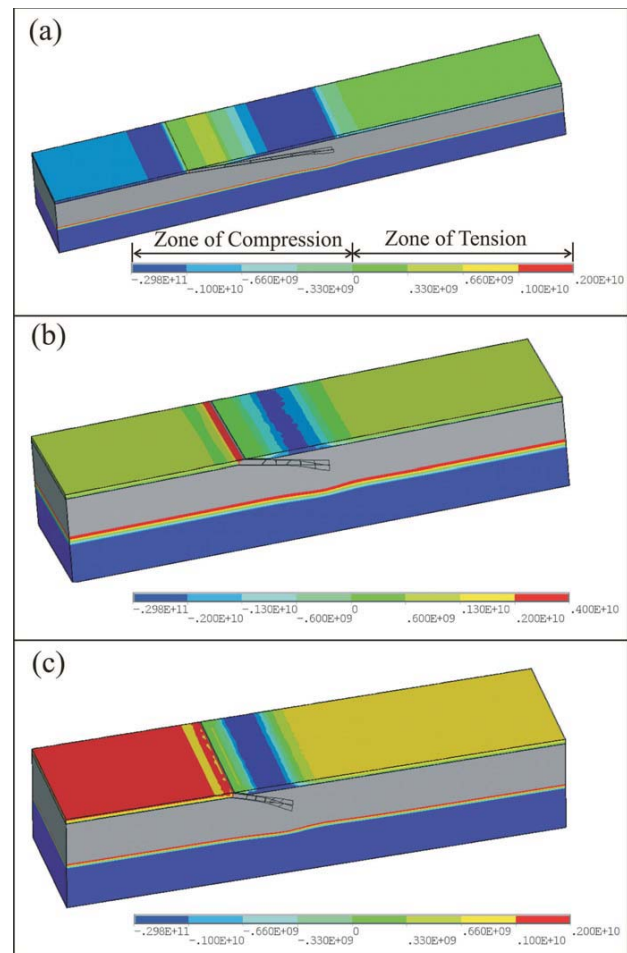 (a)
Zone of Compression Zone of Tension
-.298E+11 -.660E+09 0 .660E+09 .200E+10
-.100E+10 -.330E+09 .330E+09 .100E+10
(b)
-.298E+11 -.130E+10 0 .130E+10 .400E+10
-.200E+10 -.600E+09 .600E+09 .200E+10
(c)
-.298E+11 -.660E+09 0 .660E+09 .200E+10
-.100E+10 -.330E+09 .330E+09 .100E+10